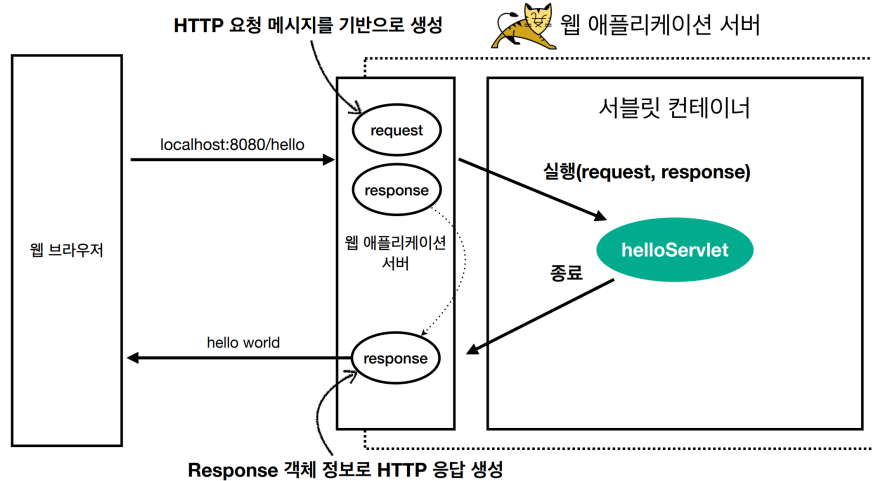 HTTP 요청 메시지를 기반으로 생성
웹 애플리케이션 서버
서블릿 컨테이너
request
localhost:8080/hello
실행(request, response)
response
웹 브라우저
웹 애플리케이션
서버
helloServlet
종료
hello world
response
Response 객체 정보로 HTTP 응답 생성